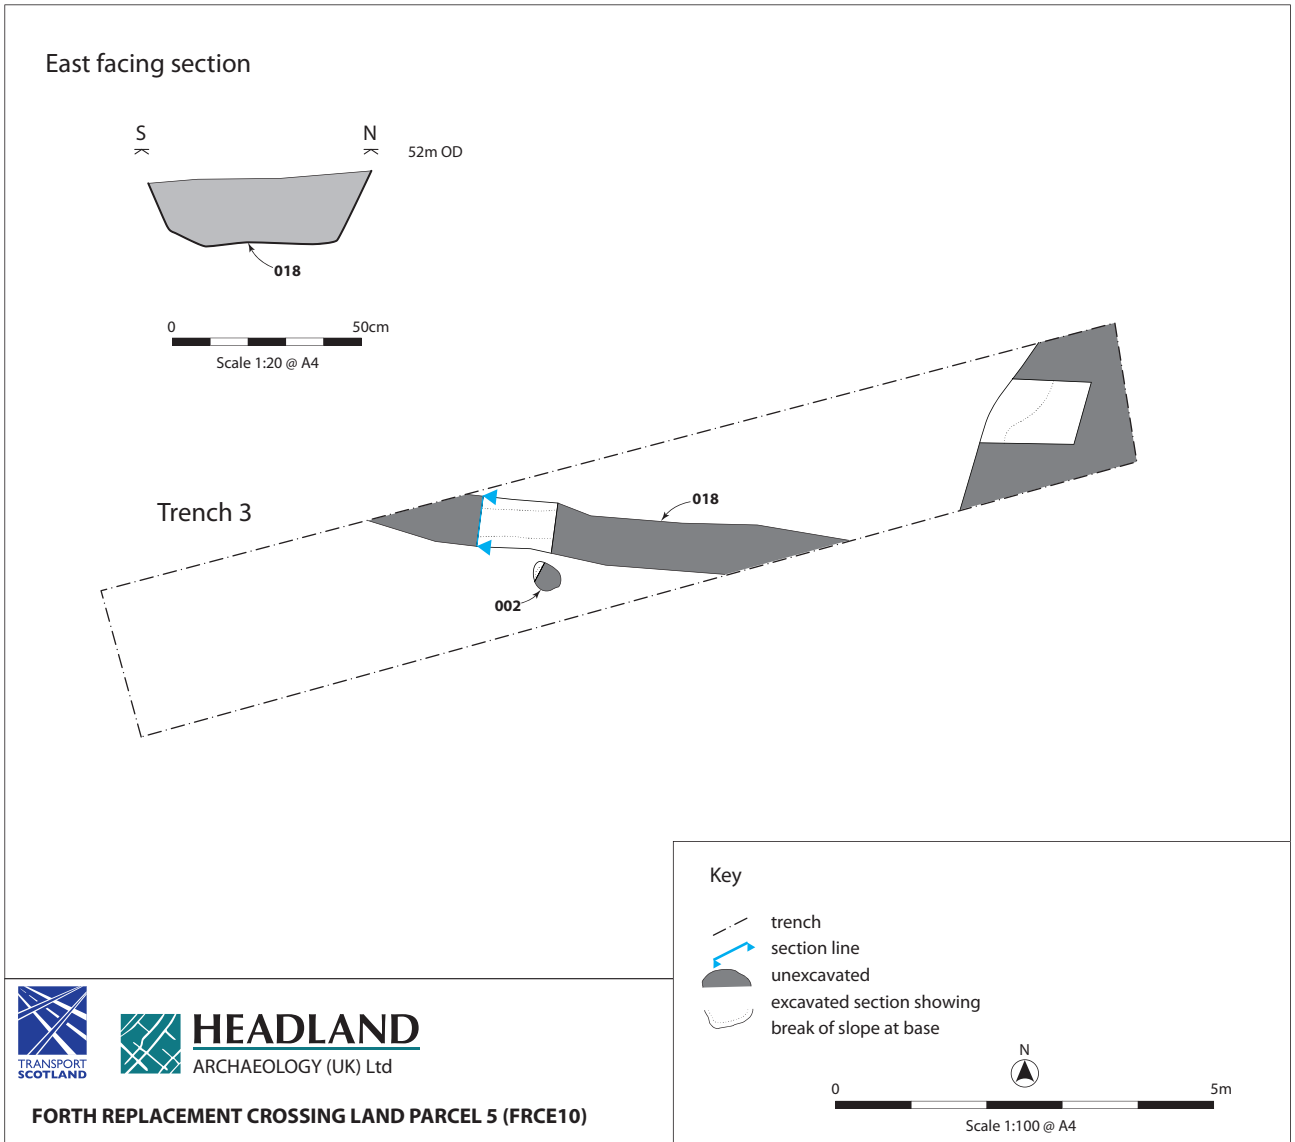 East facing section
S N
52m OD
018
0 50cm
Scale 1:20 @ A4
Trench 3
018
002
Key
trench
section line
unexcavated
excavated section showing
break of slope at base
N
0 5m
Scale 1:100 @ A4
TRANSPORT
SCOTLAND
HEADLAND
ARCHAEOLOGY (UK) Ltd
FORTH REPLACEMENT CROSSING LAND PARCEL 5 (FRCE10)